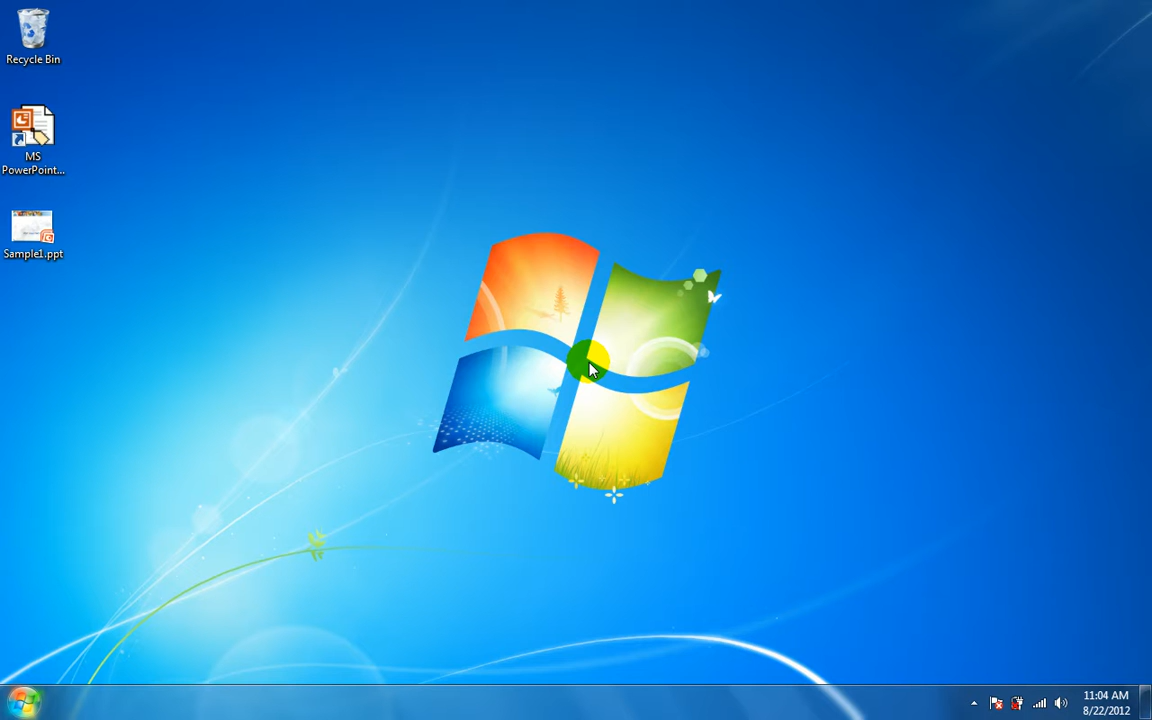 Recycle Bin
MS
PowerPoint...
Sample1.ppt
11:04 AM
8/22/2012